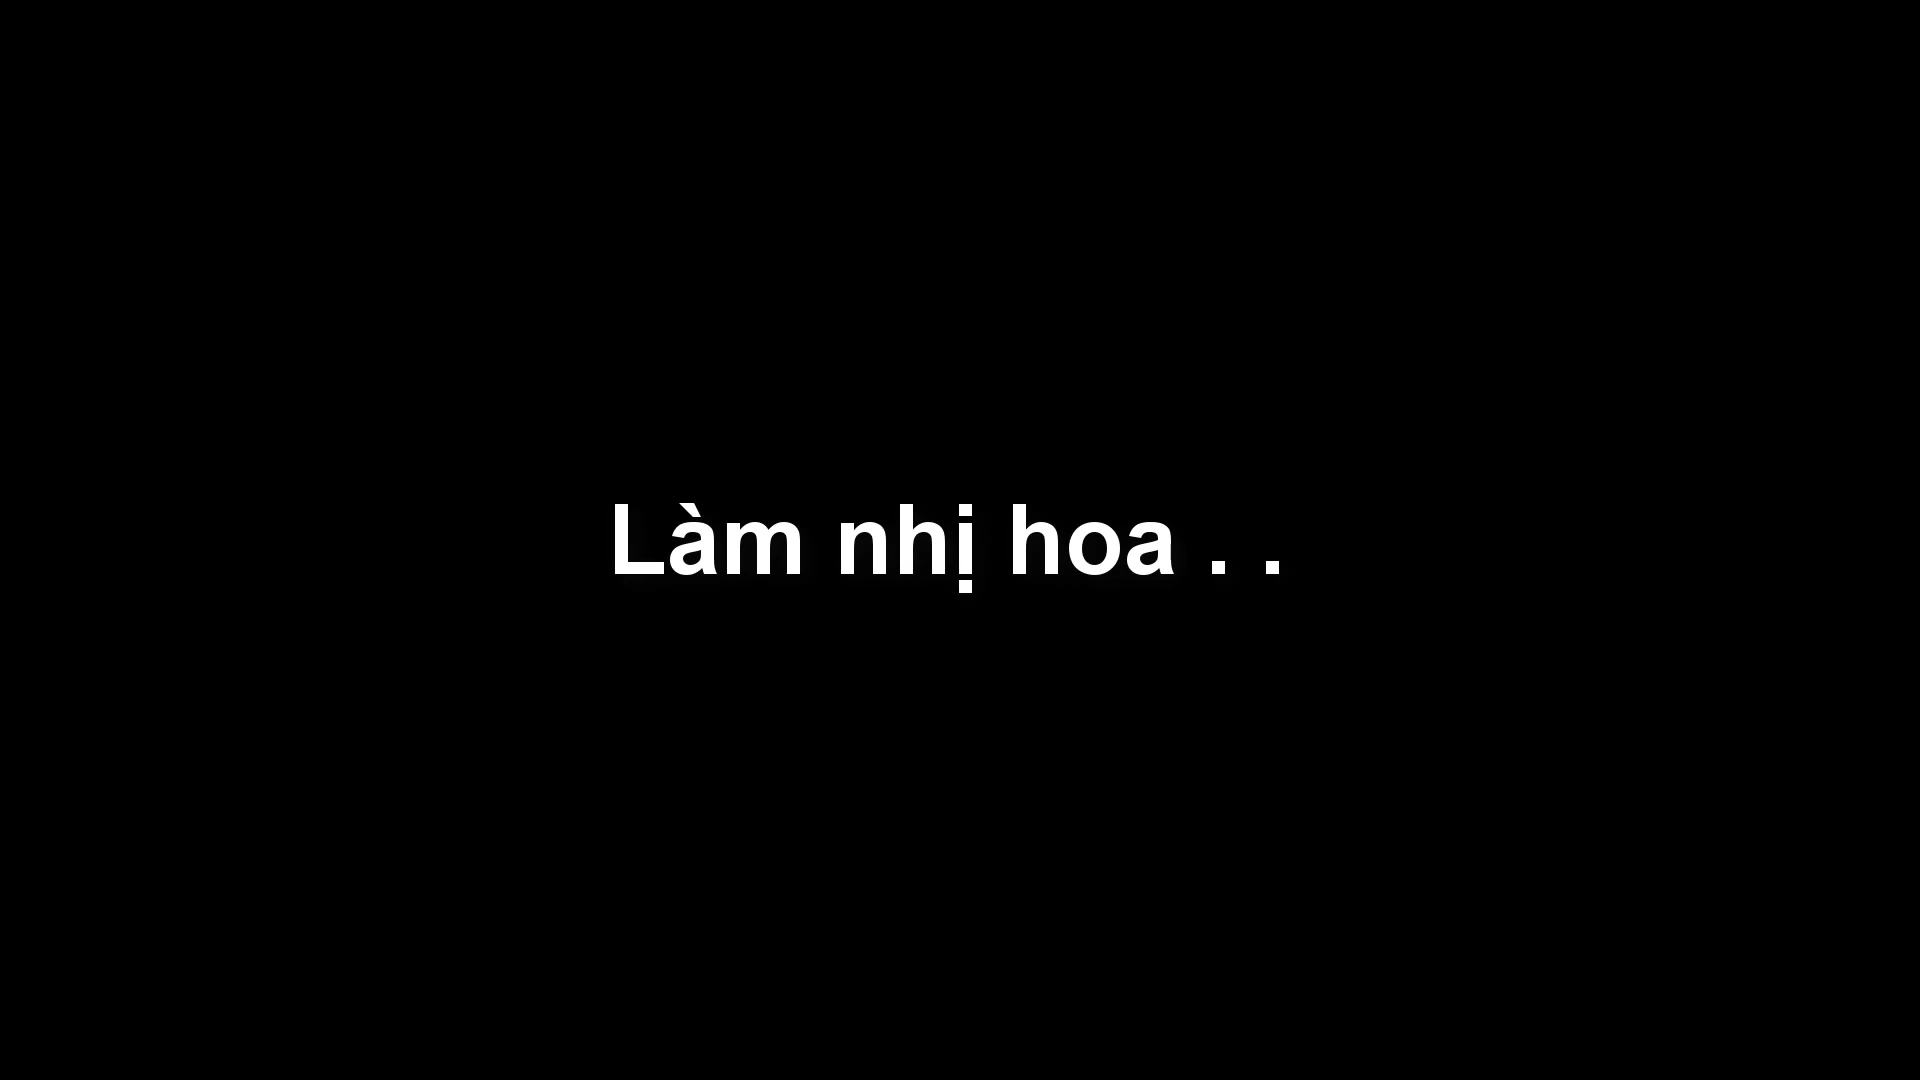 Làm nhị hoa . .